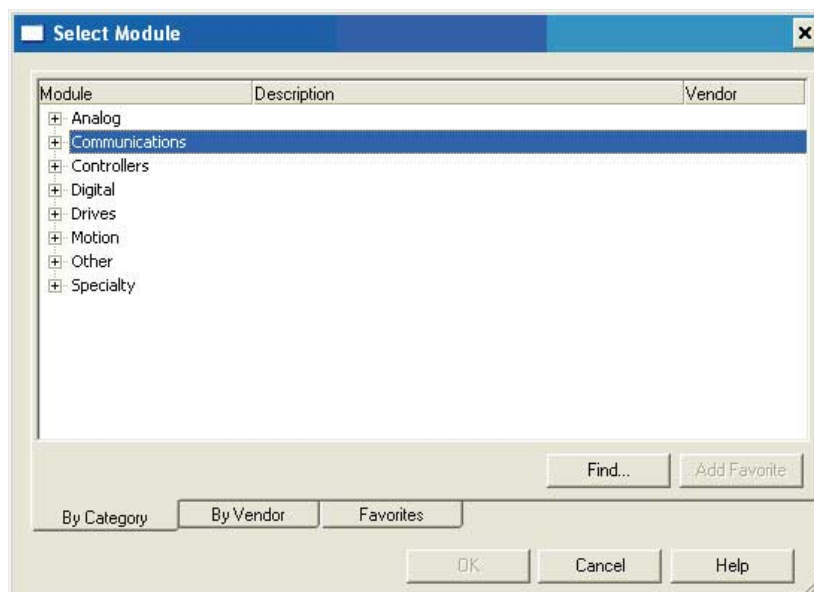 Select Module
Module Description Vendor
Analog
Communications
Controllers
Digital
Drives
Motion
Other
Specialty
Find... Add Favorite
By Category By Vendor Favorites
OK Cancel Help